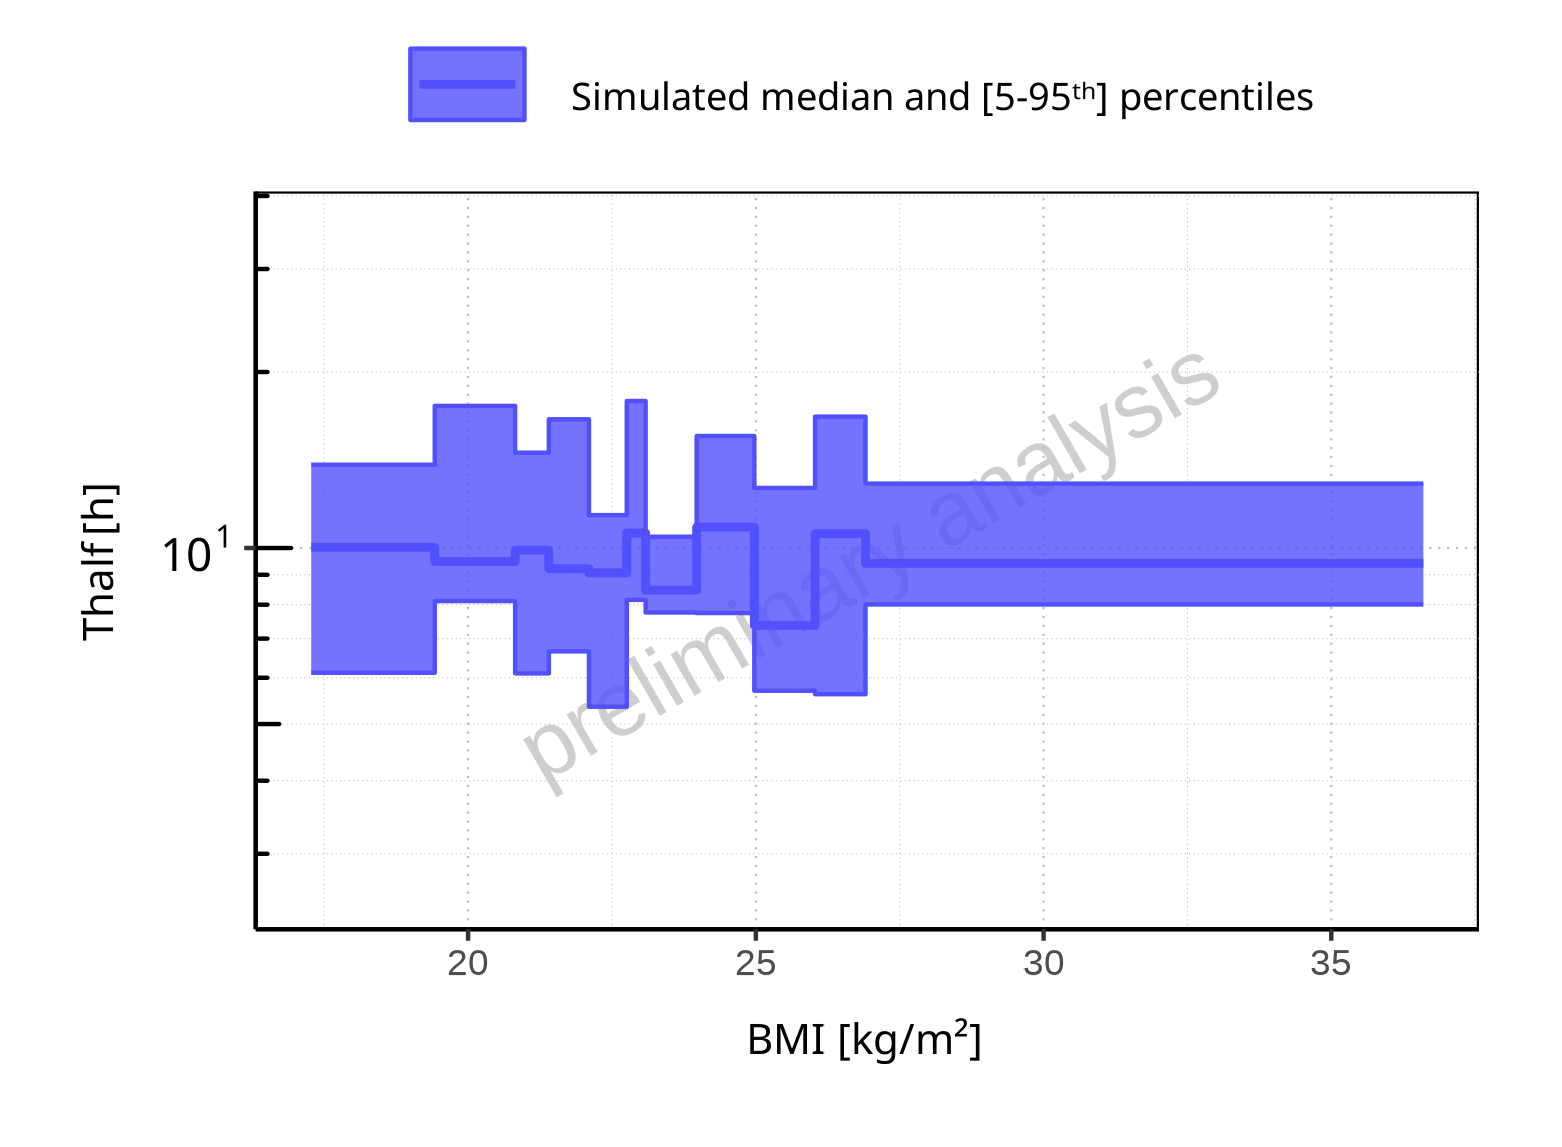 Simulated median and [5-95ᵗʰ] percentiles
Thalf [h]
10¹
preliminary analysis
20 25 30 35
BMI [kg/m²]